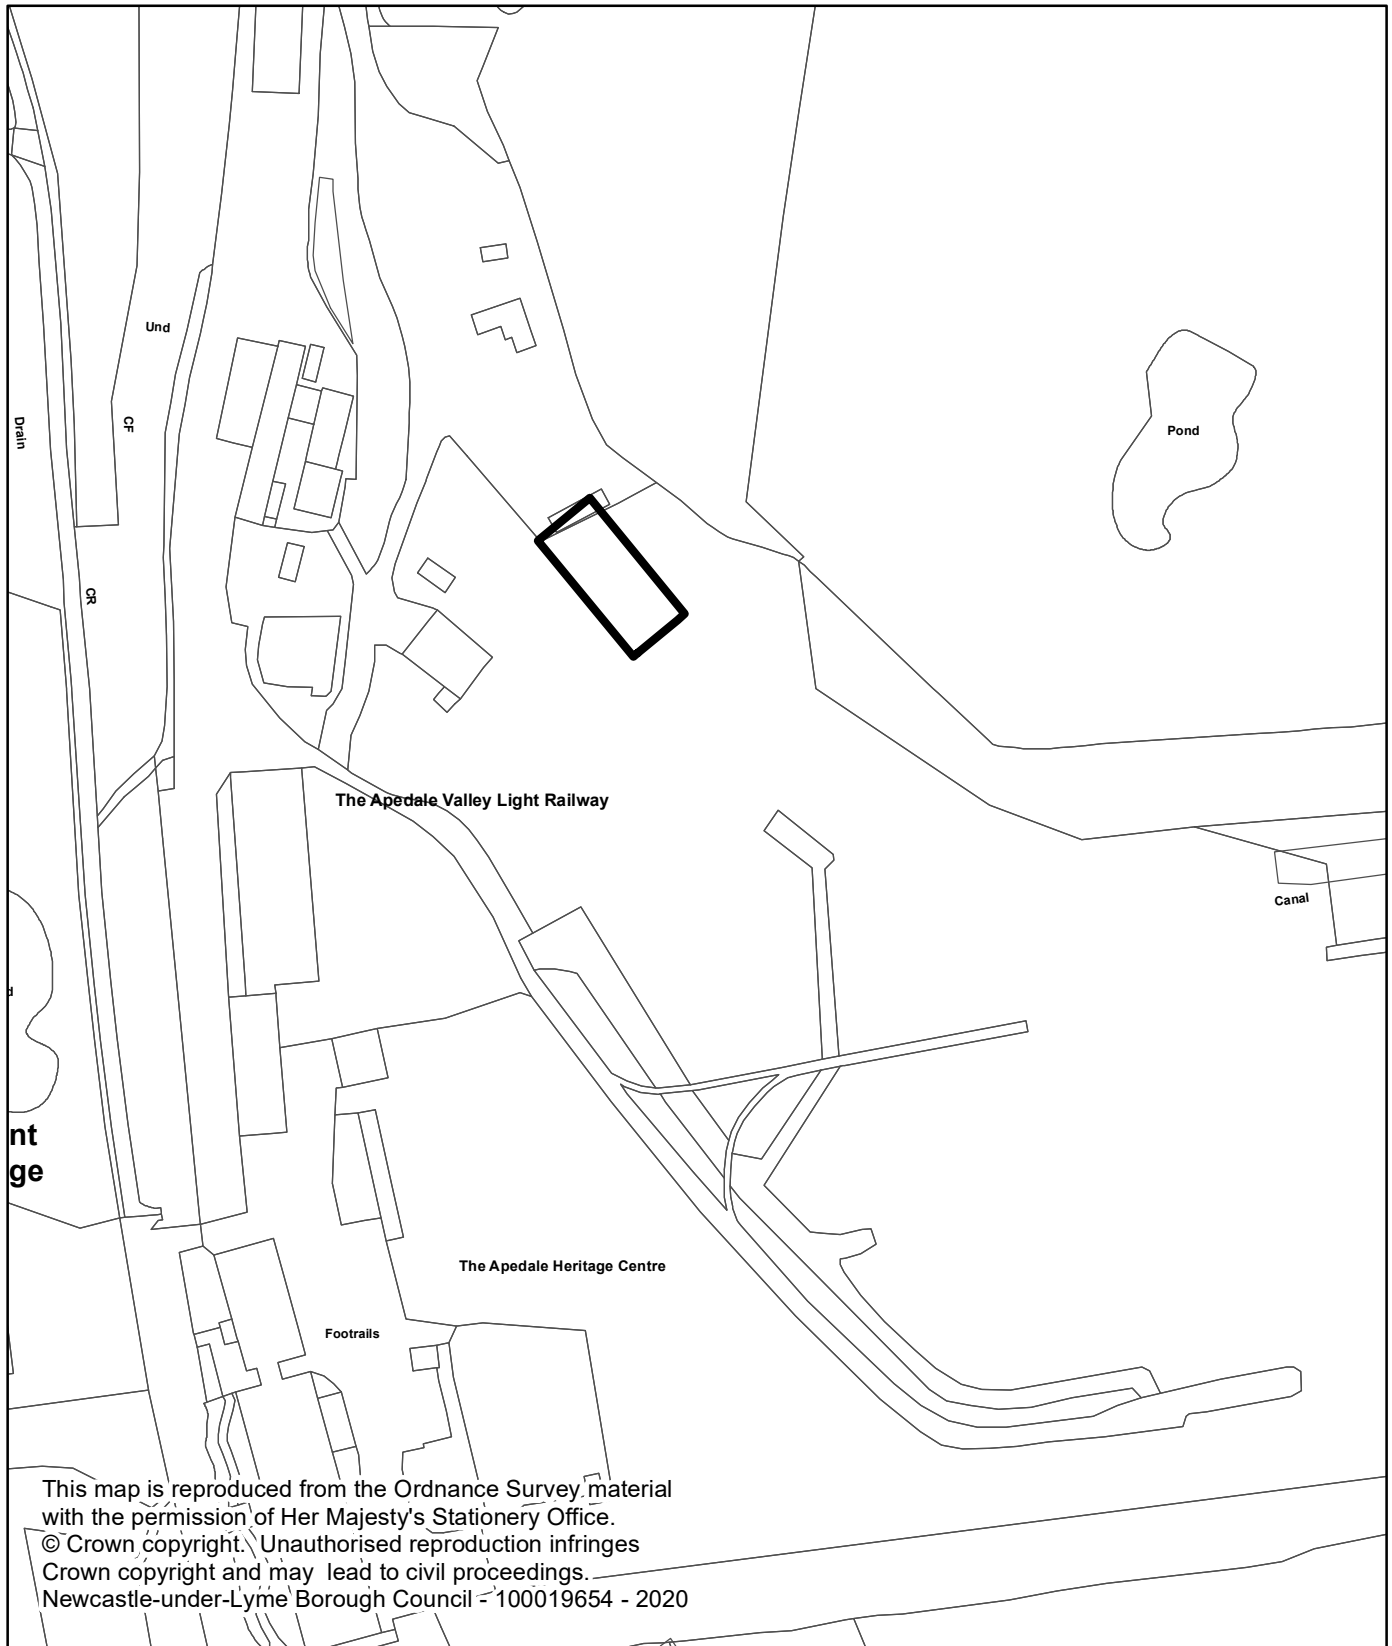 Und
Drain
CF
Pond
CR
The Apedale Valley Light Railway
Canal
nt
ge
The Apedale Heritage Centre
Footrails
This map is reproduced from the Ordnance Survey material
with the permission of Her Majesty's Stationery Office.
© Crown copyright. Unauthorised reproduction infringes
Crown copyright and may lead to civil proceedings.
Newcastle-under-Lyme Borough Council - 100019654 - 2020